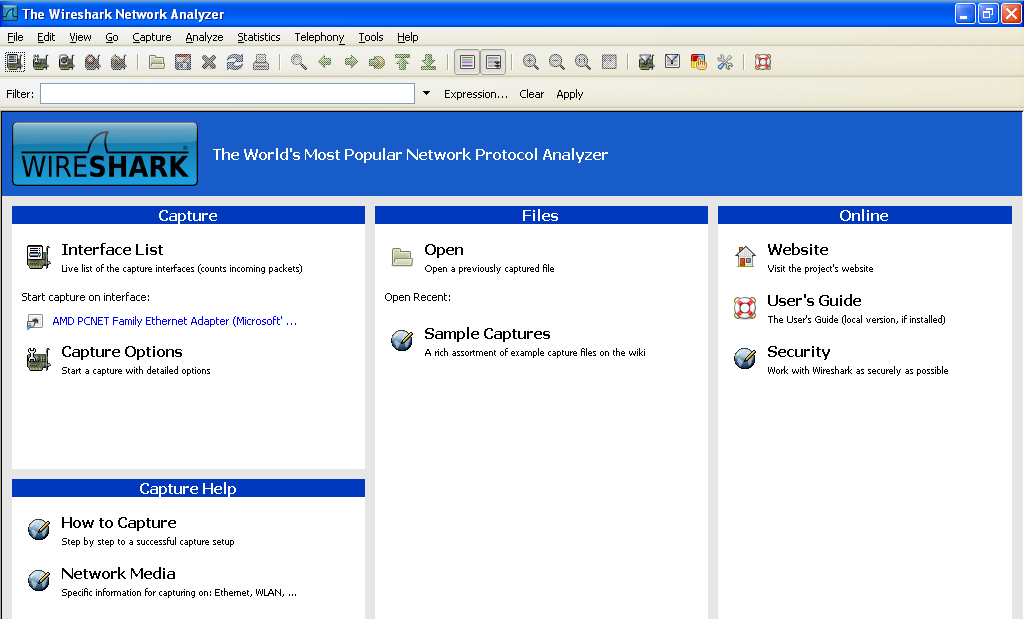 The Wireshark Network Analyzer
File Edit View Go Capture Analyze Statistics Telephony Tools Help
Filter: Expression... Clear Apply
WIRESHARK
The World's Most Popular Network Protocol Analyzer
Capture
Interface List
Live list of the capture interfaces (counts incoming packets)
Start capture on interface:
AMD PCNET Family Ethernet Adapter (Microsoft' ...
Capture Options
Start a capture with detailed options
Capture Help
How to Capture
Step by step to a successful capture setup
Network Media
Specific information for capturing on: Ethernet, WLAN, ...
Files
Open
Open a previously captured file
Open Recent:
Sample Captures
A rich assortment of example capture files on the wiki
Online
Website
Visit the project's website
User's Guide
The User's Guide (local version, if installed)
Security
Work with Wireshark as securely as possible